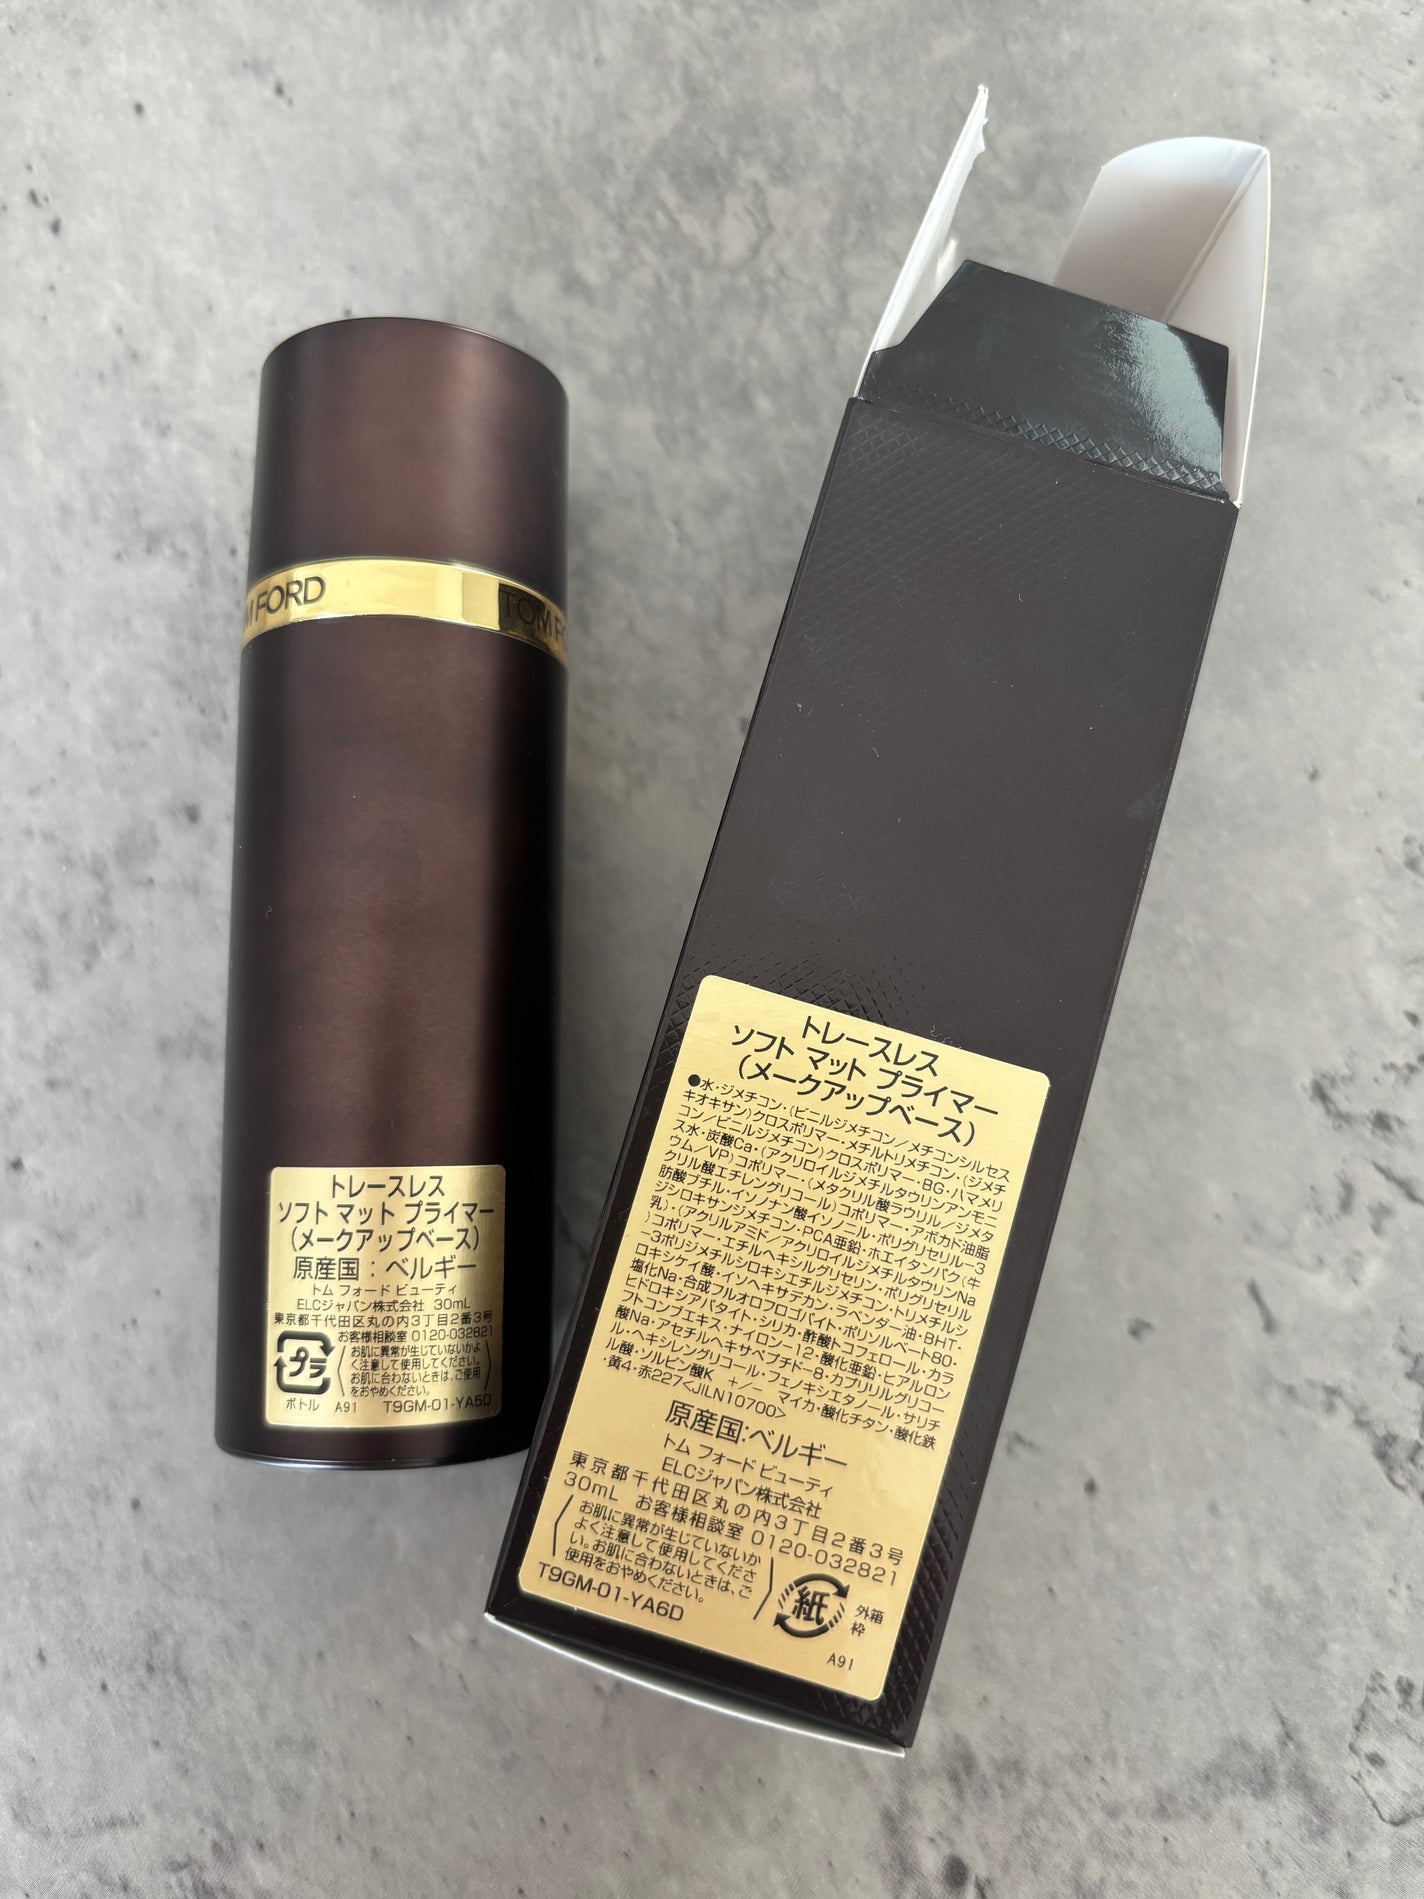 M FORD
TOM F
トレースレス
ソフト マット プライマー
(メークアップベース)
原産国 : ベルギー
トム フォード ビューティ
ELCジャパン株式会社 30mL
東京都千代田区丸の内3丁目2番3号
お客様相談室 0120-032821
プラ
お肌に異常が生じていないかよ
く注意して使用してください。
お肌に合わないときは、ご使用
をおやめください。
ボトル A91 T9GM-01-YA5D
トレースレス
ソフト マット プライマー
(メークアップベース)
●水・ジメチコン・(ビニルジメチコン/メチコンシルセス
キオキサン)クロスポリマー・メチルトリメチコン・(ジメチ
コン/ビニルジメチコン)クロスポリマー・BG・ハマメリ
ス水・炭酸Ca・(アクリロイルジメチルタウリンアンモニ
ウム/VP)コポリマー・(メタクリル酸ラウリル/ジメタ
クリル酸エチレングリコール)コポリマー・アボカド油脂
肪酸ブチル・イソノナン酸イソノニル・ポリグリセリル-3
ジシロキサンジメチコン・PCA亜鉛・ホエイタンパク(牛
乳)・(アクリルアミド/アクリロイルジメチルタウリンNa
)コポリマー・エチルヘキシルグリセリン・ポリグリセリル
-3ポリジメチルシロキシエチルジメチコン・トリメチルシ
ロキシケイ酸・イソヘキサデカン・ラベンダー油・BHT・
塩化Na・合成フルオロフロゴパイト・ポリソルベート80・
ヒドロキシアパタイト・シリカ・酢酸トコフェロール・カラ
フトコンブエキス・ナイロン-12・酸化亜鉛・ヒアルロン
酸Na・アセチルヘキサペプチド-8・カプリリルグリコー
ル・ヘキシレングリコール・フェノキシエタノール・サリチ
ル酸・ソルビン酸K +/- マイカ・酸化チタン・酸化鉄
・黄4・赤227<JILN10700>
原産国:ベルギー
トム フォード ビューティ
ELCジャパン株式会社
東京都千代田区丸の内3丁目2番3号
30mL お客様相談室 0120-032821
お肌に異常が生じていないか
よく注意して使用してくださ
い。お肌に合わないときは、ご
使用をおやめください。
T9GM-01-YA6D
紙
外箱
枠
A91